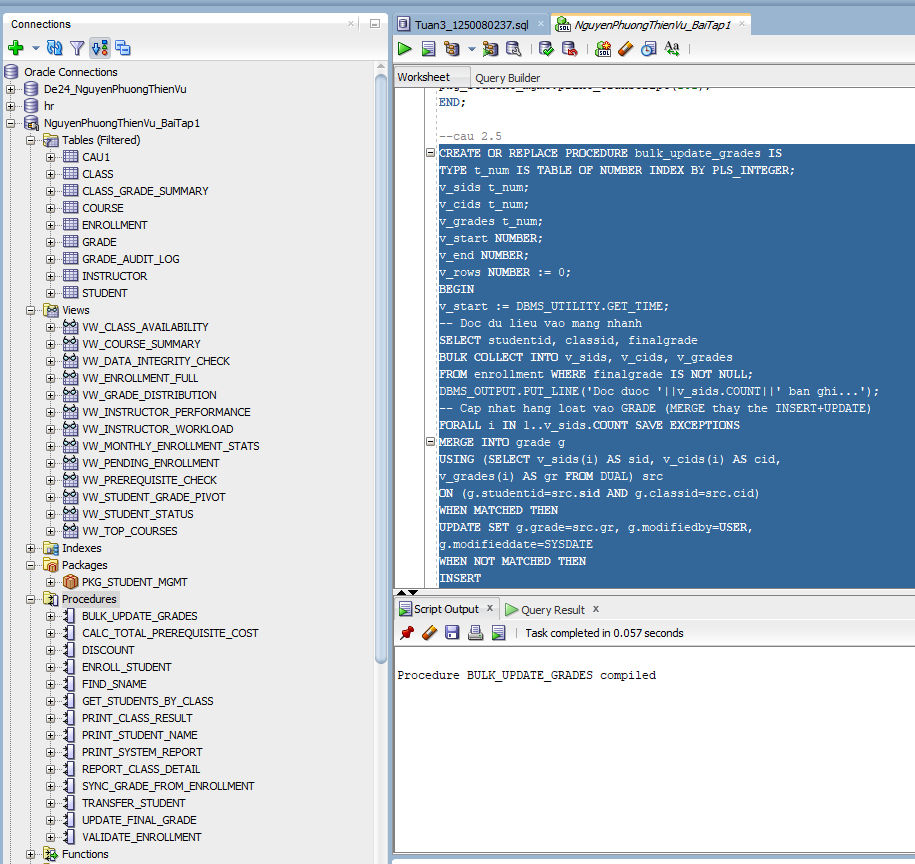 Connections
Oradle Connections
De24_NguyenPhuongThienVu
hr
NguyenPhuongThienVu_BaiTap1
Tables (Filtered)
CAU1
CLASS
CLASS_GRADE_SUMMARY
COURSE
ENROLLMENT
GRADE
GRADE_AUDIT_LOG
INSTRUCTOR
STUDENT
Views
VW_CLASS_AVAILABILITY
VW_COURSE_SUMMARY
VW_DATA_INTEGRITY_CHECK
VW_ENROLLMENT_FULL
VW_GRADE_DISTRIBUTION
VW_INSTRUCTOR_PERFORMANCE
VW_INSTRUCTOR_WORKLOAD
VW_MONTHLY_ENROLLMENT_STATS
VW_PENDING_ENROLLMENT
VW_PREREQUISITE_CHECK
VW_STUDENT_GRADE_PIVOT
VW_STUDENT_STATUS
VW_TOP_COURSES
Indexes
Packages
PKG_STUDENT_MGMT
Procedures
BULK_UPDATE_GRADES
CALC_TOTAL_PREREQUISITE_COST
DISCOUNT
ENROLL_STUDENT
FIND_SNAME
GET_STUDENTS_BY_CLASS
PRINT_CLASS_RESULT
PRINT_STUDENT_NAME
PRINT_SYSTEM_REPORT
REPORT_CLASS_DETAIL
SYNC_GRADE_FROM_ENROLLMENT
TRANSFER_STUDENT
UPDATE_FINAL_GRADE
VALIDATE_ENROLLMENT
Functions
Tuan3_1250080237.sql
NguyenPhuongThienVu_BaiTap1
Worksheet
Query Builder
END;
--cau 2.5
CREATE OR REPLACE PROCEDURE bulk_update_grades IS
TYPE t_num IS TABLE OF NUMBER INDEX BY PLS_INTEGER;
v_sids t_num;
v_cids t_num;
v_grades t_num;
v_start NUMBER;
v_end NUMBER;
v_rows NUMBER := 0;
BEGIN
v_start := DBMS_UTILITY.GET_TIME;
-- Doc du lieu vao mang nhanh
SELECT studentid, classid, finalgrade
BULK COLLECT INTO v_sids, v_cids, v_grades
FROM enrollment WHERE finalgrade IS NOT NULL;
DBMS_OUTPUT.PUT_LINE('Doc duoc '||v_sids.COUNT||' ban ghi...');
-- Cap nhat hang loat vao GRADE (MERGE thay the INSERT+UPDATE)
FORALL i IN 1..v_sids.COUNT SAVE EXCEPTIONS
MERGE INTO grade g
USING (SELECT v_sids(i) AS sid, v_cids(i) AS cid,
v_grades(i) AS gr FROM DUAL) src
ON (g.studentid=src.sid AND g.classid=src.cid)
WHEN MATCHED THEN
UPDATE SET g.grade=src.gr, g.modifiedby=USER,
g.modifieddate=SYSDATE
WHEN NOT MATCHED THEN
INSERT
Script Output
Query Result
Task completed in 0.057 seconds
Procedure BULK_UPDATE_GRADES compiled